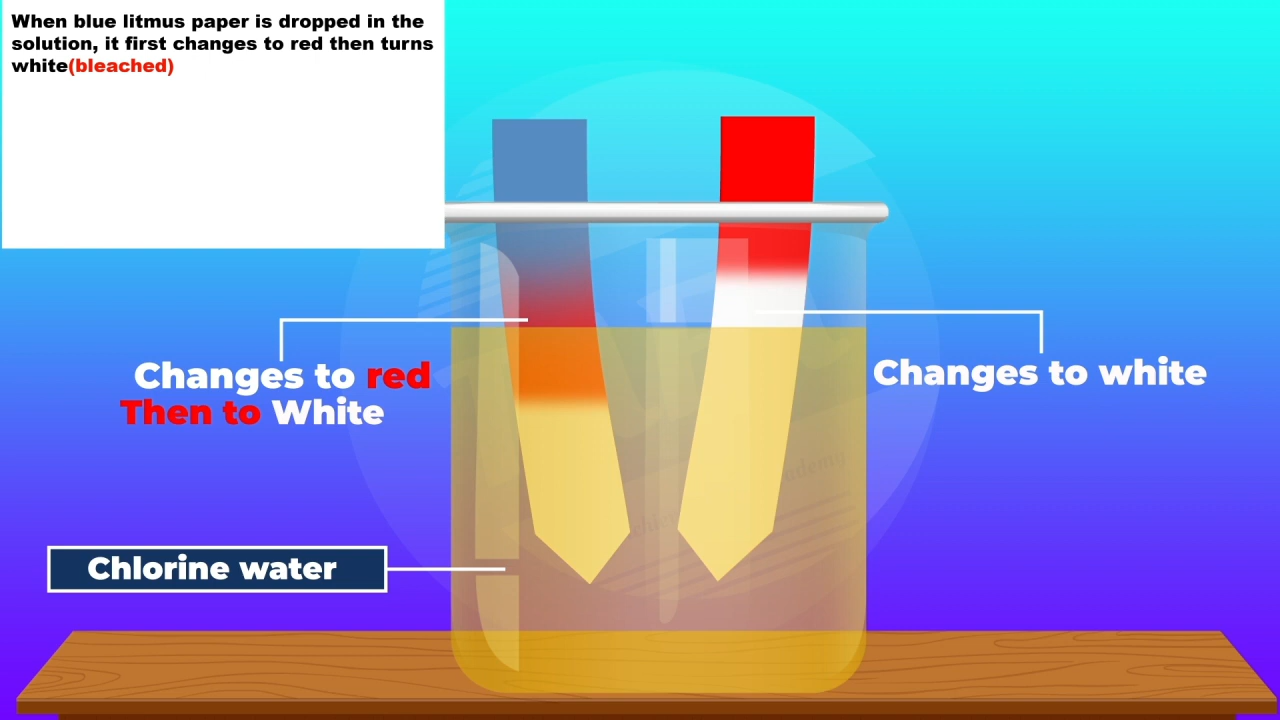 When blue litmus paper is dropped in the
solution, it first changes to red then turns
white(bleached)
Changes to red
Then to White
Changes to white
Chlorine water